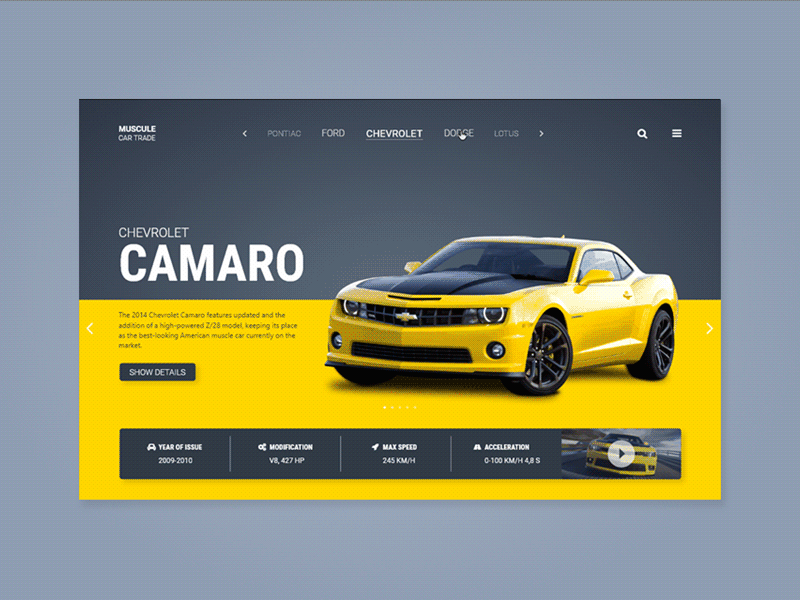 MUSCULE
CAR TRADE
PONTIAC FORD CHEVROLET DODGE LOTUS
CHEVROLET
CAMARO
The 2014 Chevrolet Camaro features updated and the
addition of a high-powered Z/28 model, keeping its place
as the best-looking American muscle car currently on the
market.
SHOW DETAILS
YEAR OF ISSUE MODIFICATION MAX SPEED ACCELERATION
2009-2010 V8, 427 HP 245 KM/H 0-100 KM/H 4,8 S